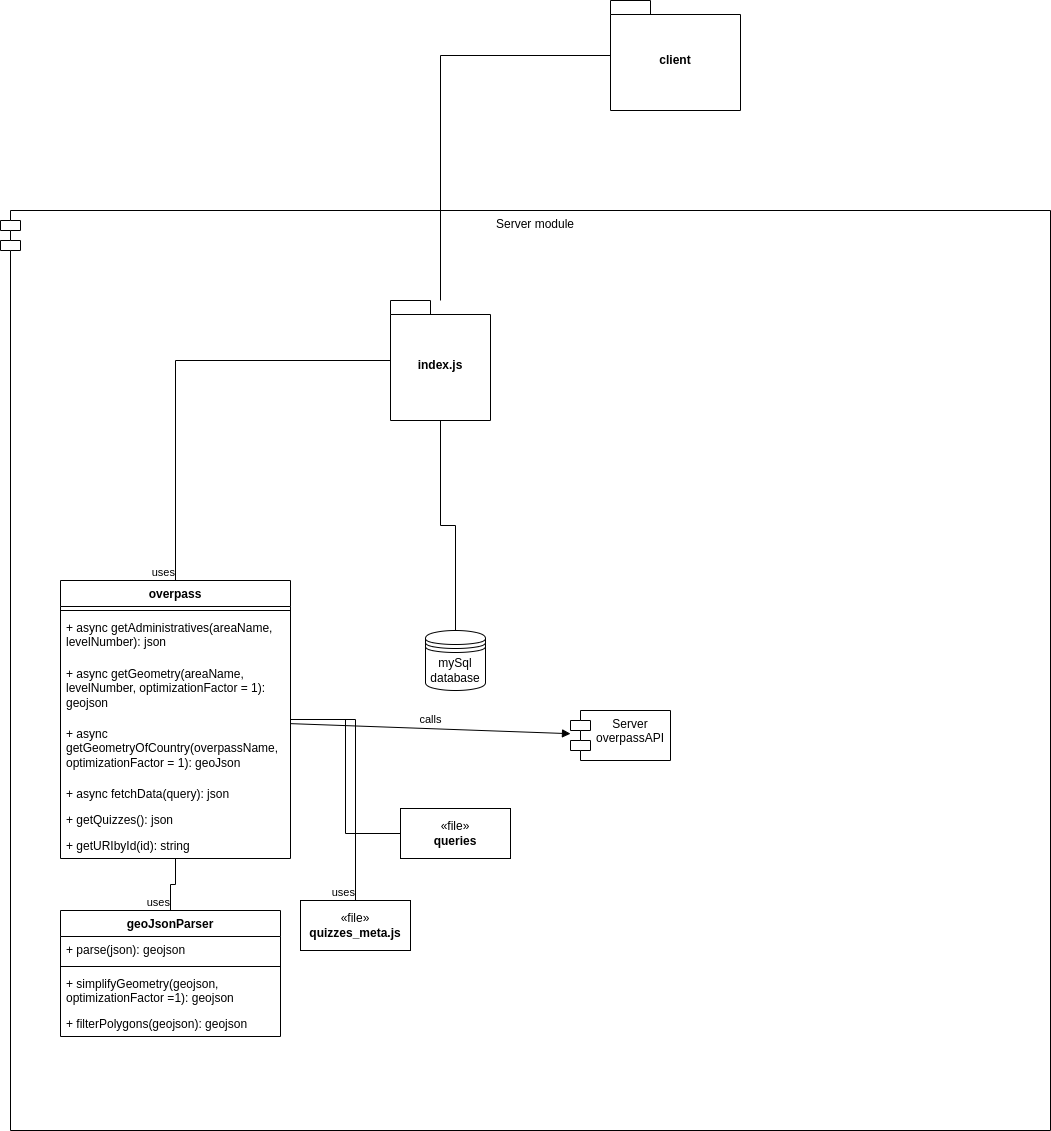 client
Server module
index.js
uses
overpass
+ async getAdministratives(areaName,
levelNumber): json
+ async getGeometry(areaName,
levelNumber, optimizationFactor = 1):
geojson
+ async
getGeometryOfCountry(overpassName,
optimizationFactor = 1): geoJson
+ async fetchData(query): json
+ getQuizzes(): json
+ getURIbyId(id): string
mySql
database
calls
Server
overpassAPI
«file»
queries
uses
«file»
quizzes_meta.js
uses
geoJsonParser
+ parse(json): geojson
+ simplifyGeometry(geojson,
optimizationFactor =1): geojson
+ filterPolygons(geojson): geojson